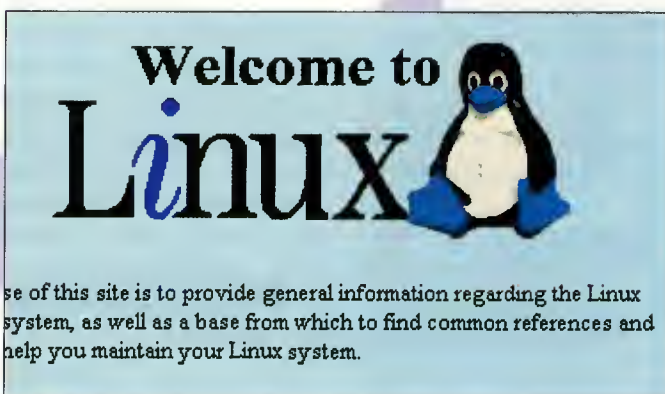 Welcome to
Linux
se of this site is to provide general information regarding the Linux
system, as well as a base from which to find common references and
help you maintain your Linux system.